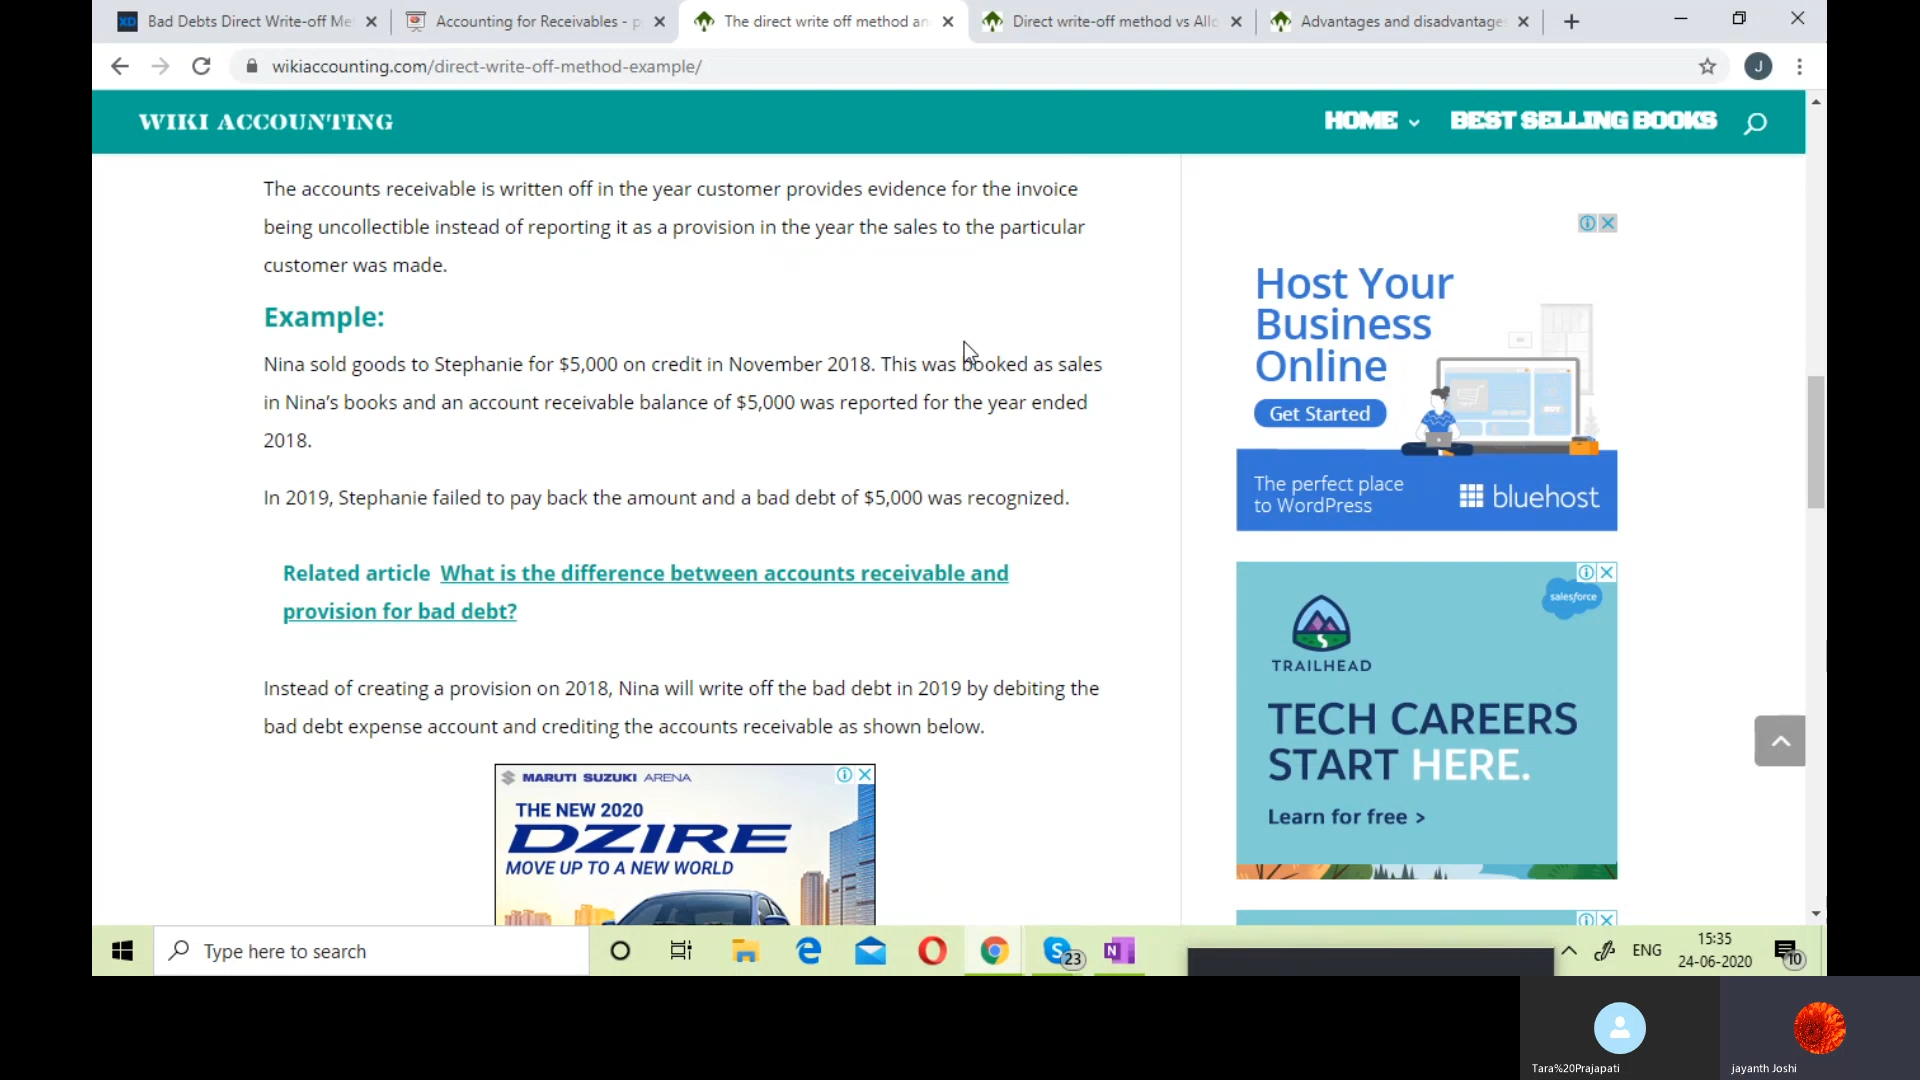 Bad Debts Direct Write-off Me
Accounting for Receivables - p
The direct write off method an
Direct write-off method vs Allo
Advantages and disadvantages
wikiaccounting.com/direct-write-off-method-example/
J
WIKI ACCOUNTING
HOME
BEST SELLING BOOKS
The accounts receivable is written off in the year customer provides evidence for the invoice
being uncollectible instead of reporting it as a provision in the year the sales to the particular
customer was made.
Example:
Nina sold goods to Stephanie for $5,000 on credit in November 2018. This was booked as sales
in Nina's books and an account receivable balance of $5,000 was reported for the year ended
2018.
In 2019, Stephanie failed to pay back the amount and a bad debt of $5,000 was recognized.
Related article What is the difference between accounts receivable and
provision for bad debt?
Instead of creating a provision on 2018, Nina will write off the bad debt in 2019 by debiting the
bad debt expense account and crediting the accounts receivable as shown below.
MARUTI SUZUKI ARENA
THE NEW 2020
DZIRE
MOVE UP TO A NEW WORLD
Host Your
Business
Online
Get Started
The perfect place
to WordPress
bluehost
salesforce
TRAILHEAD
TECH CAREERS
START HERE.
Learn for free >
Type here to search
23
ENG
15:35
24-06-2020
10
Tara%20Prajapati
jayanth Joshi